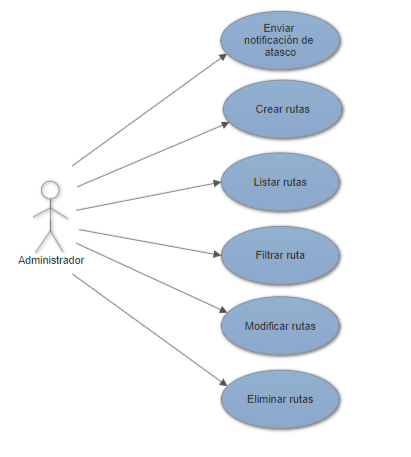 Enviar
notificación de
atasco
Crear rutas
Listar rutas
Filtrar ruta
Administrador
Modificar rutas
Eliminar rutas